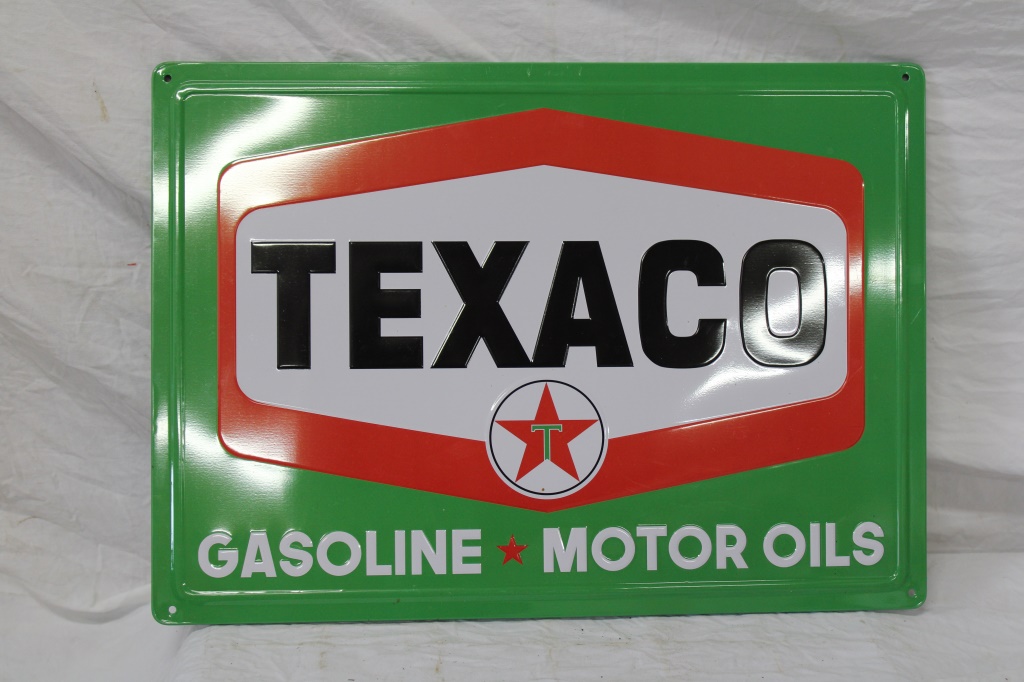 TEXACO
T
GASOLINE ★ MOTOR OILS